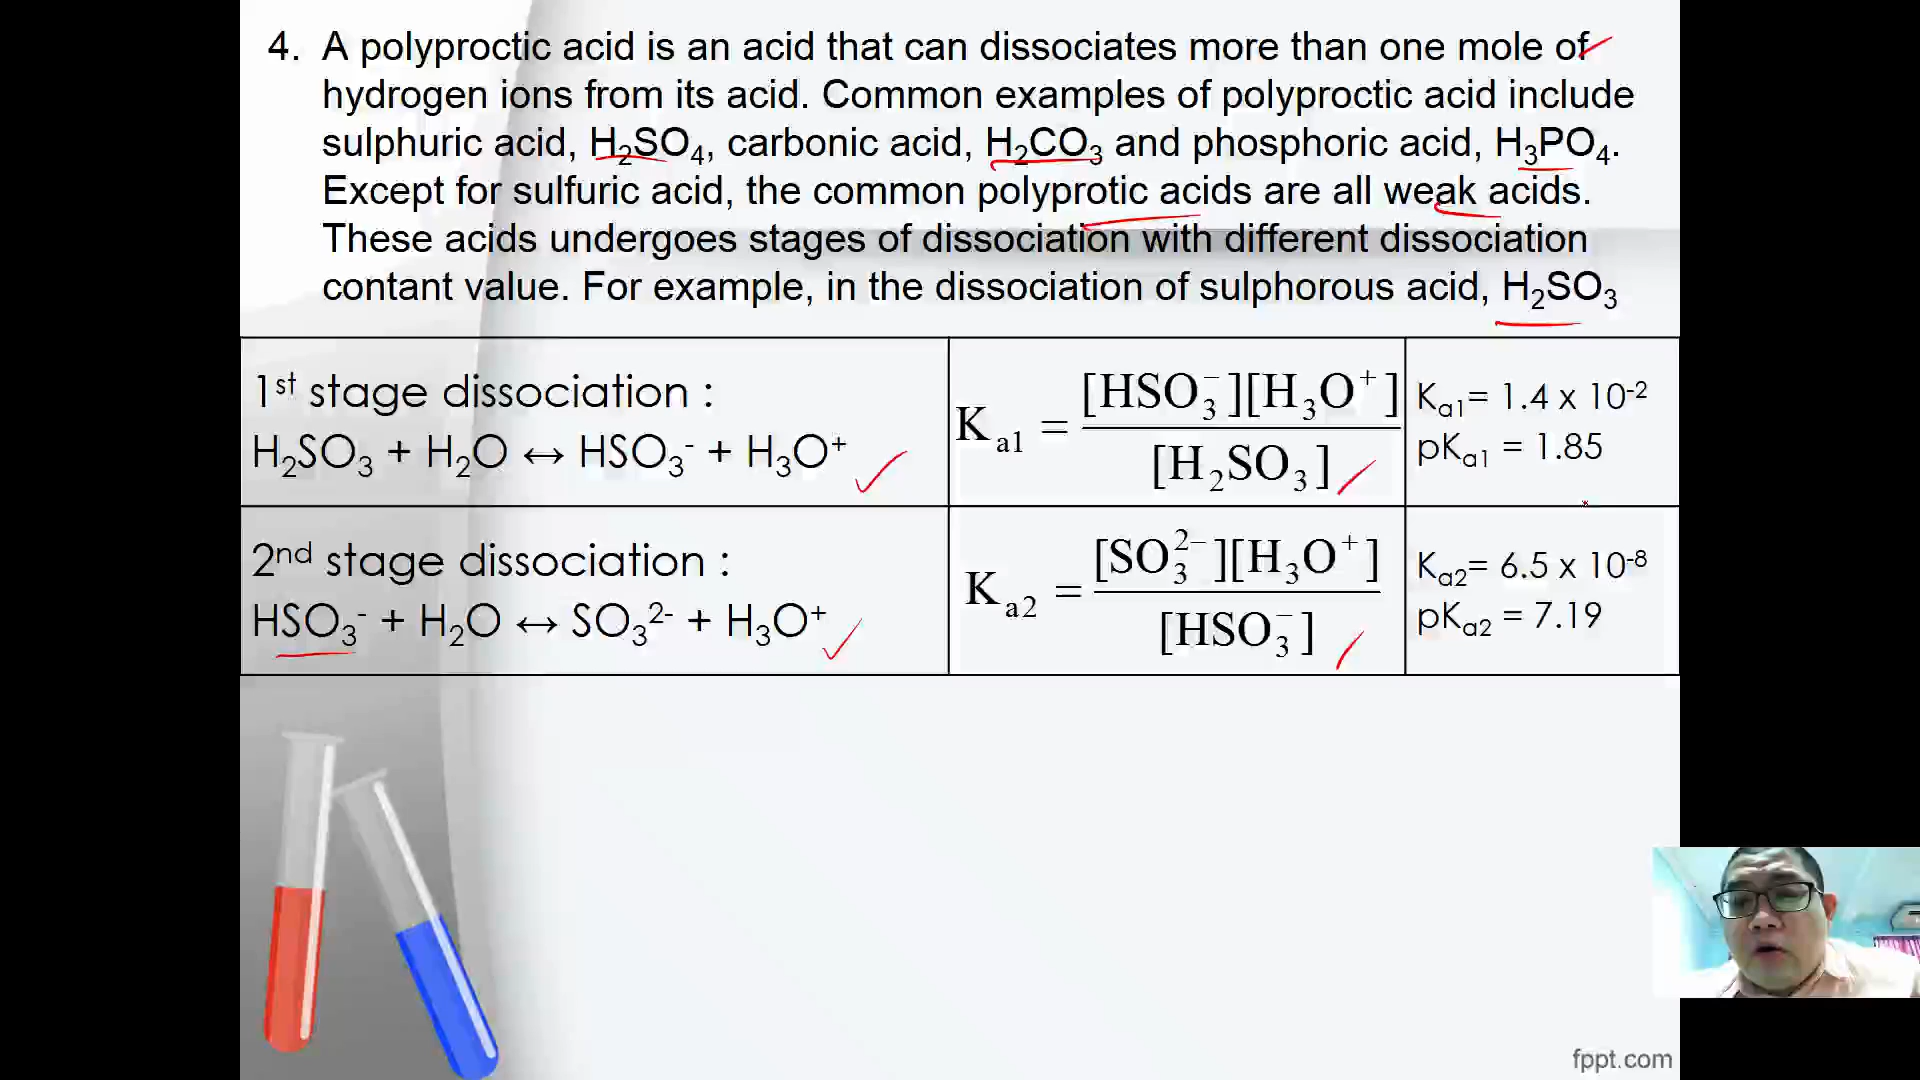 4. A polyproctic acid is an acid that can dissociates more than one mole of
hydrogen ions from its acid. Common examples of polyproctic acid include
sulphuric acid, H₂SO₄, carbonic acid, H₂CO₃ and phosphoric acid, H₃PO₄.
Except for sulfuric acid, the common polyprotic acids are all weak acids.
These acids undergoes stages of dissociation with different dissociation
contant value. For example, in the dissociation of sulphorous acid, H₂SO₃
1st stage dissociation :
H₂SO₃ + H₂O ↔ HSO₃⁻ + H₃O⁺
Kₐ₁ = [HSO₃⁻][H₃O⁺] / [H₂SO₃]
Kₐ₁= 1.4 x 10⁻²
pKₐ₁ = 1.85
2nd stage dissociation :
HSO₃⁻ + H₂O ↔ SO₃²⁻ + H₃O⁺
Kₐ₂ = [SO₃²⁻][H₃O⁺] / [HSO₃⁻]
Kₐ₂= 6.5 x 10⁻⁸
pKₐ₂ = 7.19
fppt.com